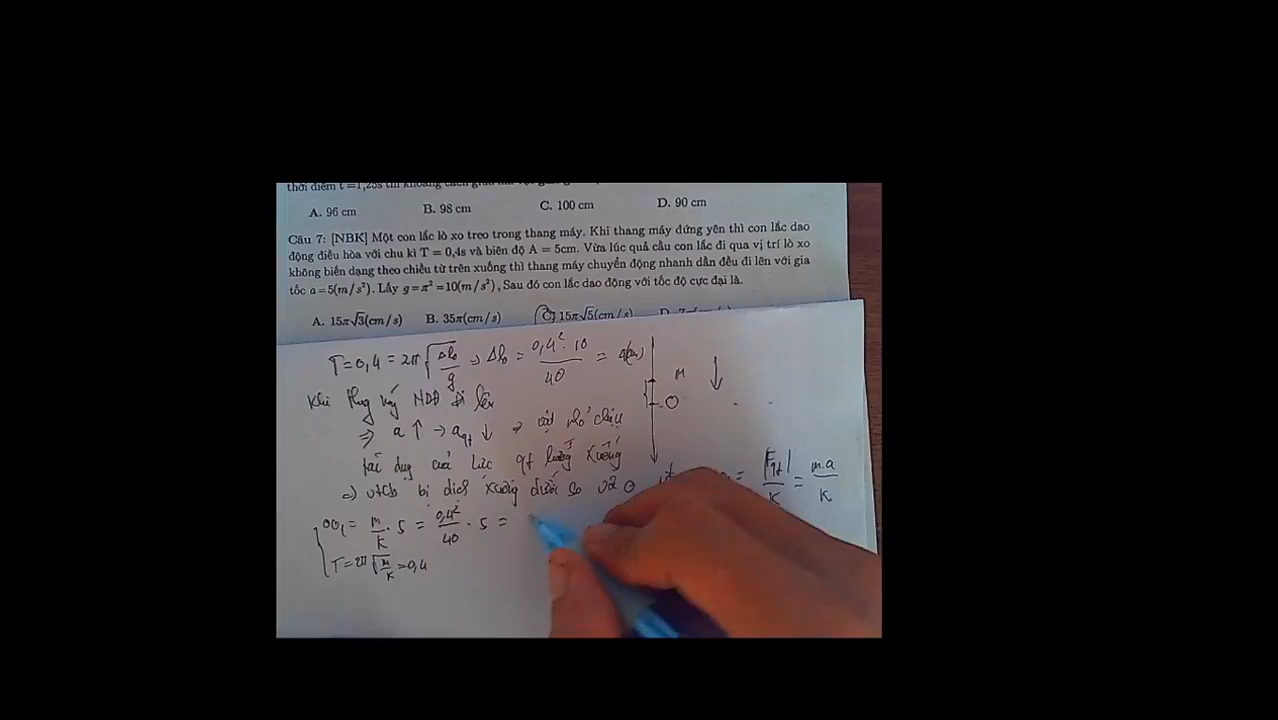 thời điểm t=1,25s thì khoảng cách giữa hai vật
A. 96 cm B. 98 cm C. 100 cm D. 90 cm
Câu 7: [NBK] Một con lắc lò xo treo trong thang máy. Khi thang máy đứng yên thì con lắc dao
động điều hòa với chu kì T = 0,4s và biên độ A = 5cm. Vừa lúc quả cầu con lắc đi qua vị trí lò xo
không biến dạng theo chiều từ trên xuống thì thang máy chuyển động nhanh dần đều đi lên với gia
tốc a=5(m/s²). Lấy g=π²=10(m/s²), Sau đó con lắc dao động với tốc độ cực đại là.
A. 15π√3(cm/s) B. 35π(cm/s) C. 15π√5(cm/s) D.
T=0,4 = 2π√(Δl₀/g) → Δl₀ = (0,4².10)/40 =
M
Khi thang máy NDĐ đi lên
O
⇒ a ↑ → a_qt ↓ ⇒ vật nhỏ chịu
tác dụng của lực qt hướng xuống
⇒ vtcb bị dịch xuống dưới so với O
= |F_qt|/K = m.a/K
OO₁ = m/K . 5 = 0,4²/40 . 5 =
T=2π√(m/K) =0,4